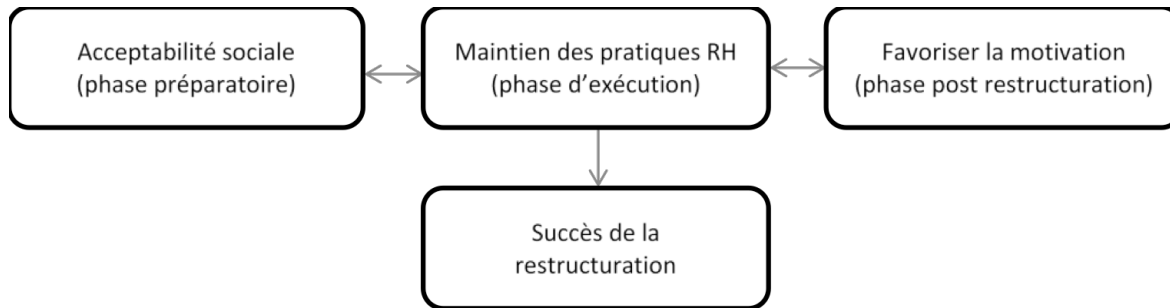 Acceptabilité sociale
(phase préparatoire)
Maintien des pratiques RH
(phase d’exécution)
Favoriser la motivation
(phase post restructuration)
Succès de la
restructuration